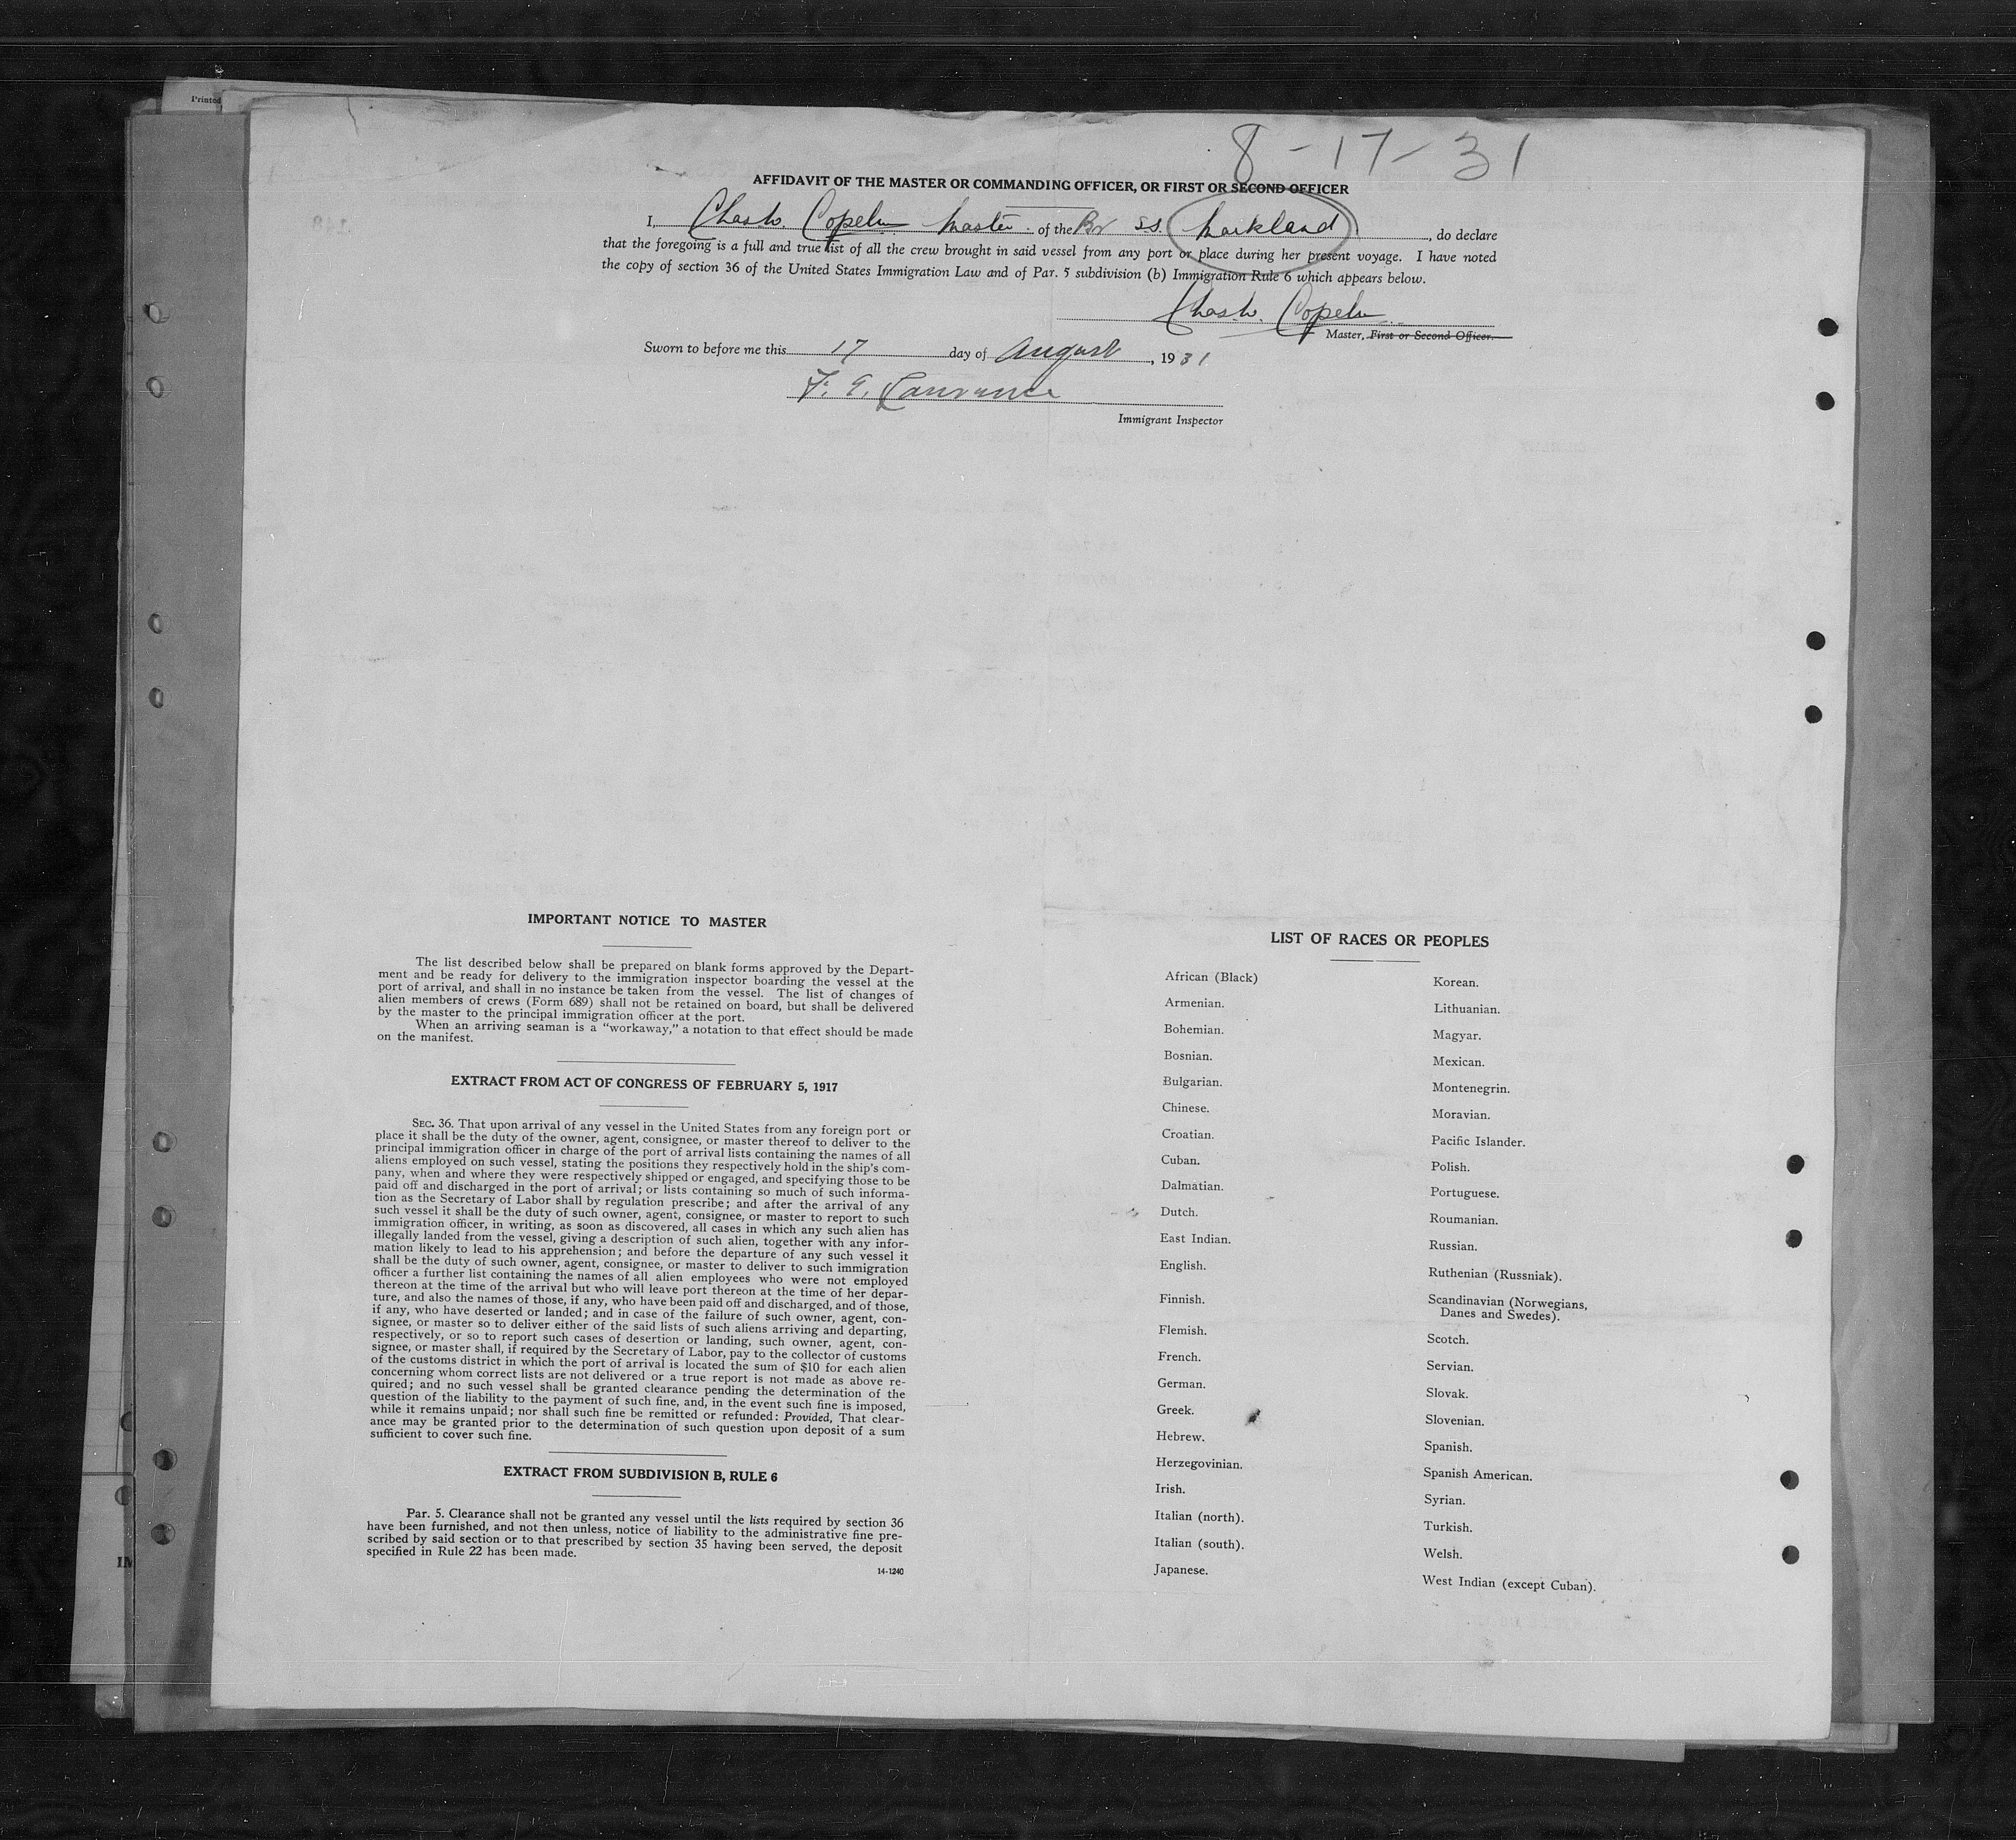 Printed
8-17-31
AFFIDAVIT OF THE MASTER OR COMMANDING OFFICER, OR FIRST OR SECOND OFFICER
I, Chas. W. Copelin Master of the Br SS. Markland, do declare
that the foregoing is a full and true list of all the crew brought in said vessel from any port or place during her present voyage. I have noted
the copy of section 36 of the United States Immigration Law and of Par. 5 subdivision (b) Immigration Rule 6 which appears below.
Chas. W. Copelin
Master, First or Second Officer.
Sworn to before me this 17 day of August, 1931
F. E. Lawrance
Immigrant Inspector
IMPORTANT NOTICE TO MASTER
The list described below shall be prepared on blank forms approved by the Depart-
ment and be ready for delivery to the immigration inspector boarding the vessel at the
port of arrival, and shall in no instance be taken from the vessel. The list of changes of
alien members of crews (Form 689) shall not be retained on board, but shall be delivered
by the master to the principal immigration officer at the port.
When an arriving seaman is a "workaway," a notation to that effect should be made
on the manifest.
EXTRACT FROM ACT OF CONGRESS OF FEBRUARY 5, 1917
SEC. 36. That upon arrival of any vessel in the United States from any foreign port or
place it shall be the duty of the owner, agent, consignee, or master thereof to deliver to the
principal immigration officer in charge of the port of arrival lists containing the names of all
aliens employed on such vessel, stating the positions they respectively hold in the ship's com-
pany, when and where they were respectively shipped or engaged, and specifying those to be
paid off and discharged in the port of arrival; or lists containing so much of such informa-
tion as the Secretary of Labor shall by regulation prescribe; and after the arrival of any
such vessel it shall be the duty of such owner, agent, consignee, or master to report to such
immigration officer, in writing, as soon as discovered, all cases in which any such alien has
illegally landed from the vessel, giving a description of such alien, together with any infor-
mation likely to lead to his apprehension; and before the departure of any such vessel it
shall be the duty of such owner, agent, consignee, or master to deliver to such immigration
officer a further list containing the names of all alien employees who were not employed
thereon at the time of the arrival but who will leave port thereon at the time of her depar-
ture, and also the names of those, if any, who have been paid off and discharged, and of those,
if any, who have deserted or landed; and in case of the failure of such owner, agent, con-
signee, or master so to deliver either of the said lists of such aliens arriving and departing,
respectively, or so to report such cases of desertion or landing, such owner, agent, con-
signee, or master shall, if required by the Secretary of Labor, pay to the collector of customs
of the customs district in which the port of arrival is located the sum of $10 for each alien
concerning whom correct lists are not delivered or a true report is not made as above re-
quired; and no such vessel shall be granted clearance pending the determination of the
question of the liability to the payment of such fine, and, in the event such fine is imposed,
while it remains unpaid; nor shall such fine be remitted or refunded: Provided, That clear-
ance may be granted prior to the determination of such question upon deposit of a sum
sufficient to cover such fine.
EXTRACT FROM SUBDIVISION B, RULE 6
Par. 5. Clearance shall not be granted any vessel until the lists required by section 36
have been furnished, and not then unless, notice of liability to the administrative fine pre-
scribed by said section or to that prescribed by section 35 having been served, the deposit
specified in Rule 22 has been made.
14-1240
LIST OF RACES OR PEOPLES
African (Black)
Armenian.
Bohemian.
Bosnian.
Bulgarian.
Chinese.
Croatian.
Cuban.
Dalmatian.
Dutch.
East Indian.
English.
Finnish.
Flemish.
French.
German.
Greek.
Hebrew.
Herzegovinian.
Irish.
Italian (north).
Italian (south).
Japanese.
Korean.
Lithuanian.
Magyar.
Mexican.
Montenegrin.
Moravian.
Pacific Islander.
Polish.
Portuguese.
Roumanian.
Russian.
Ruthenian (Russniak).
Scandinavian (Norwegians,
Danes and Swedes).
Scotch.
Servian.
Slovak.
Slovenian.
Spanish.
Spanish American.
Syrian.
Turkish.
Welsh.
West Indian (except Cuban).